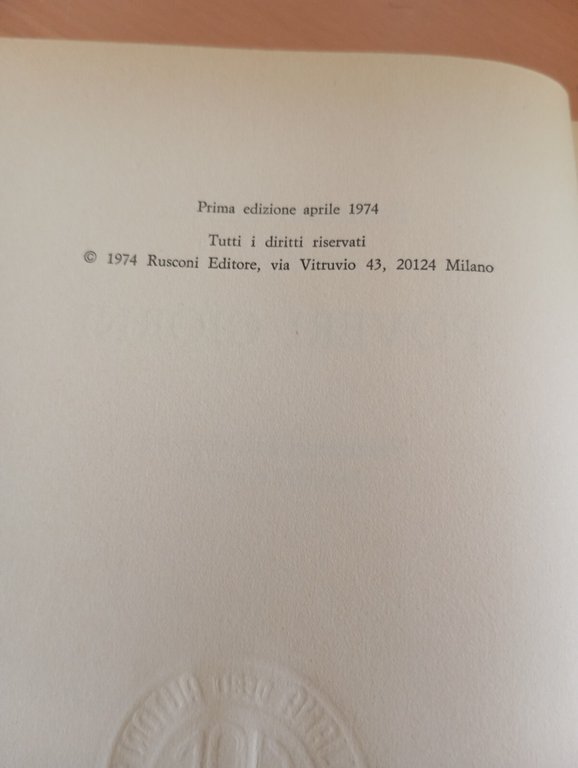 Prima edizione aprile 1974
Tutti i diritti riservati
© 1974 Rusconi Editore, via Vitruvio 43, 20124 Milano